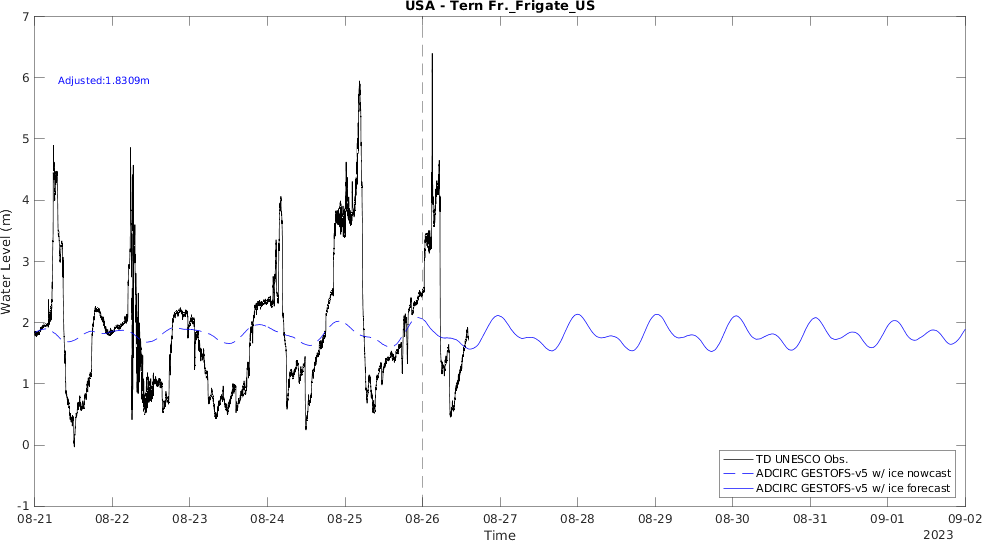 USA - Tern Fr._Frigate_US
7
6
5
4
3
2
1
0
-1
Water Level (m)
Adjusted:1.8309m
TD UNESCO Obs.
ADCIRC GESTOFS-v5 w/ ice nowcast
ADCIRC GESTOFS-v5 w/ ice forecast
08-21 08-22 08-23 08-24 08-25 08-26 08-27 08-28 08-29 08-30 08-31 09-01 09-02
Time
2023